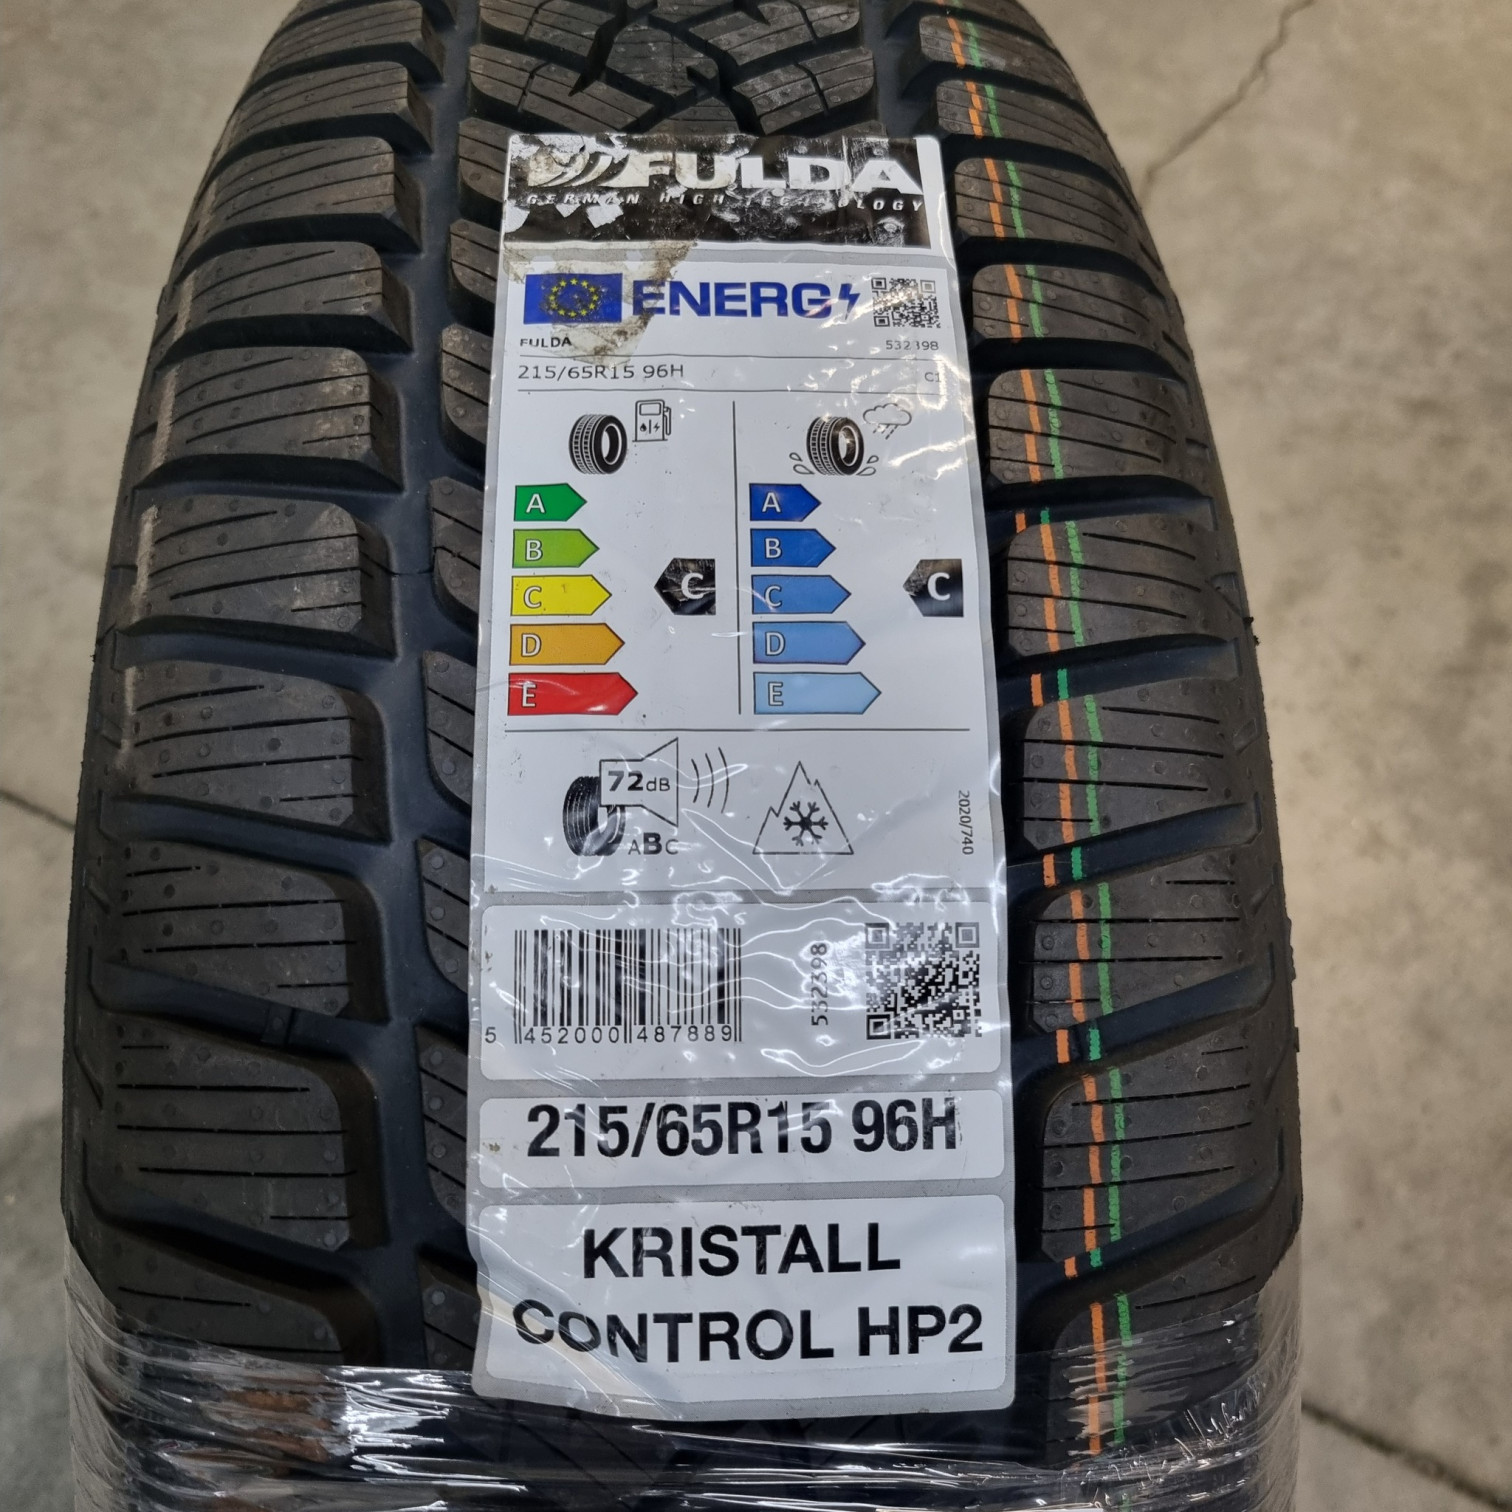 FULDA
GERMAN HIGH TECHNOLOGY
ENERG
FULDA
532398
215/65R15 96H
C1
A
B
C
D
E
C
A
B
C
D
E
C
72dB
ABC
2020/740
5 452000 487889
532398
215/65R15 96H
KRISTALL
CONTROL HP2